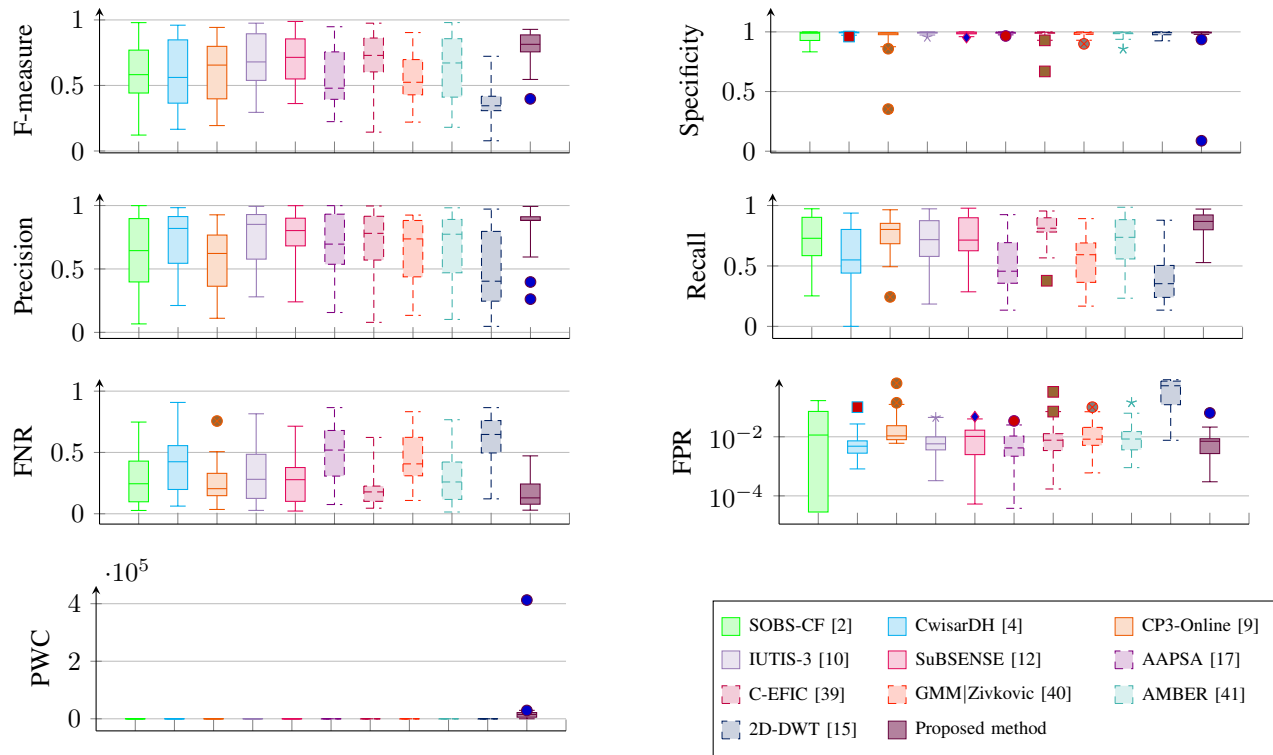 F-measure
1
0.5
0
Specificity
1
0.5
0
Precision
1
0.5
0
Recall
1
0.5
0
FNR
1
0.5
0
FPR
10−2
10−4
PWC
·10^5
4
2
0
SOBS-CF [2] CwisarDH [4] CP3-Online [9]
IUTIS-3 [10] SuBSENSE [12] AAPSA [17]
C-EFIC [39] GMM|Zivkovic [40] AMBER [41]
2D-DWT [15] Proposed method